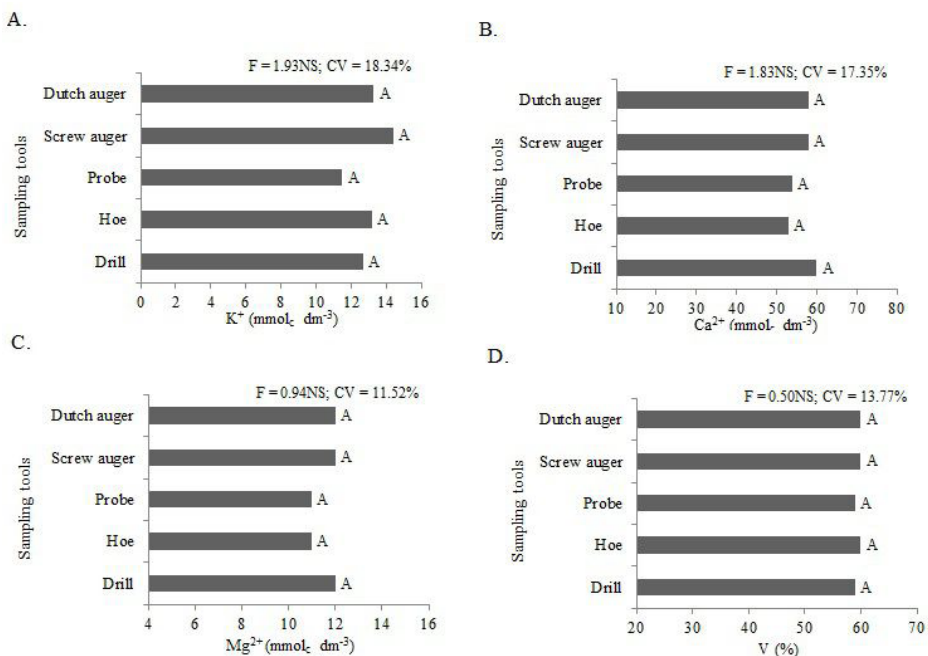 A.
F = 1.93NS; CV = 18.34%
Sampling tools
Dutch auger A
Screw auger A
Probe A
Hoe A
Drill A
0 2 4 6 8 10 12 14 16
K⁺ (mmolc dm⁻³)
B.
F = 1.83NS; CV = 17.35%
Sampling tools
Dutch auger A
Screw auger A
Probe A
Hoe A
Drill A
10 20 30 40 50 60 70 80
Ca²⁺ (mmolc dm⁻³)
C.
F = 0.94NS; CV = 11.52%
Sampling tools
Dutch auger A
Screw auger A
Probe A
Hoe A
Drill A
4 6 8 10 12 14 16
Mg²⁺ (mmolc dm⁻³)
D.
F = 0.50NS; CV = 13.77%
Sampling tools
Dutch auger A
Screw auger A
Probe A
Hoe A
Drill A
20 30 40 50 60 70
V (%)